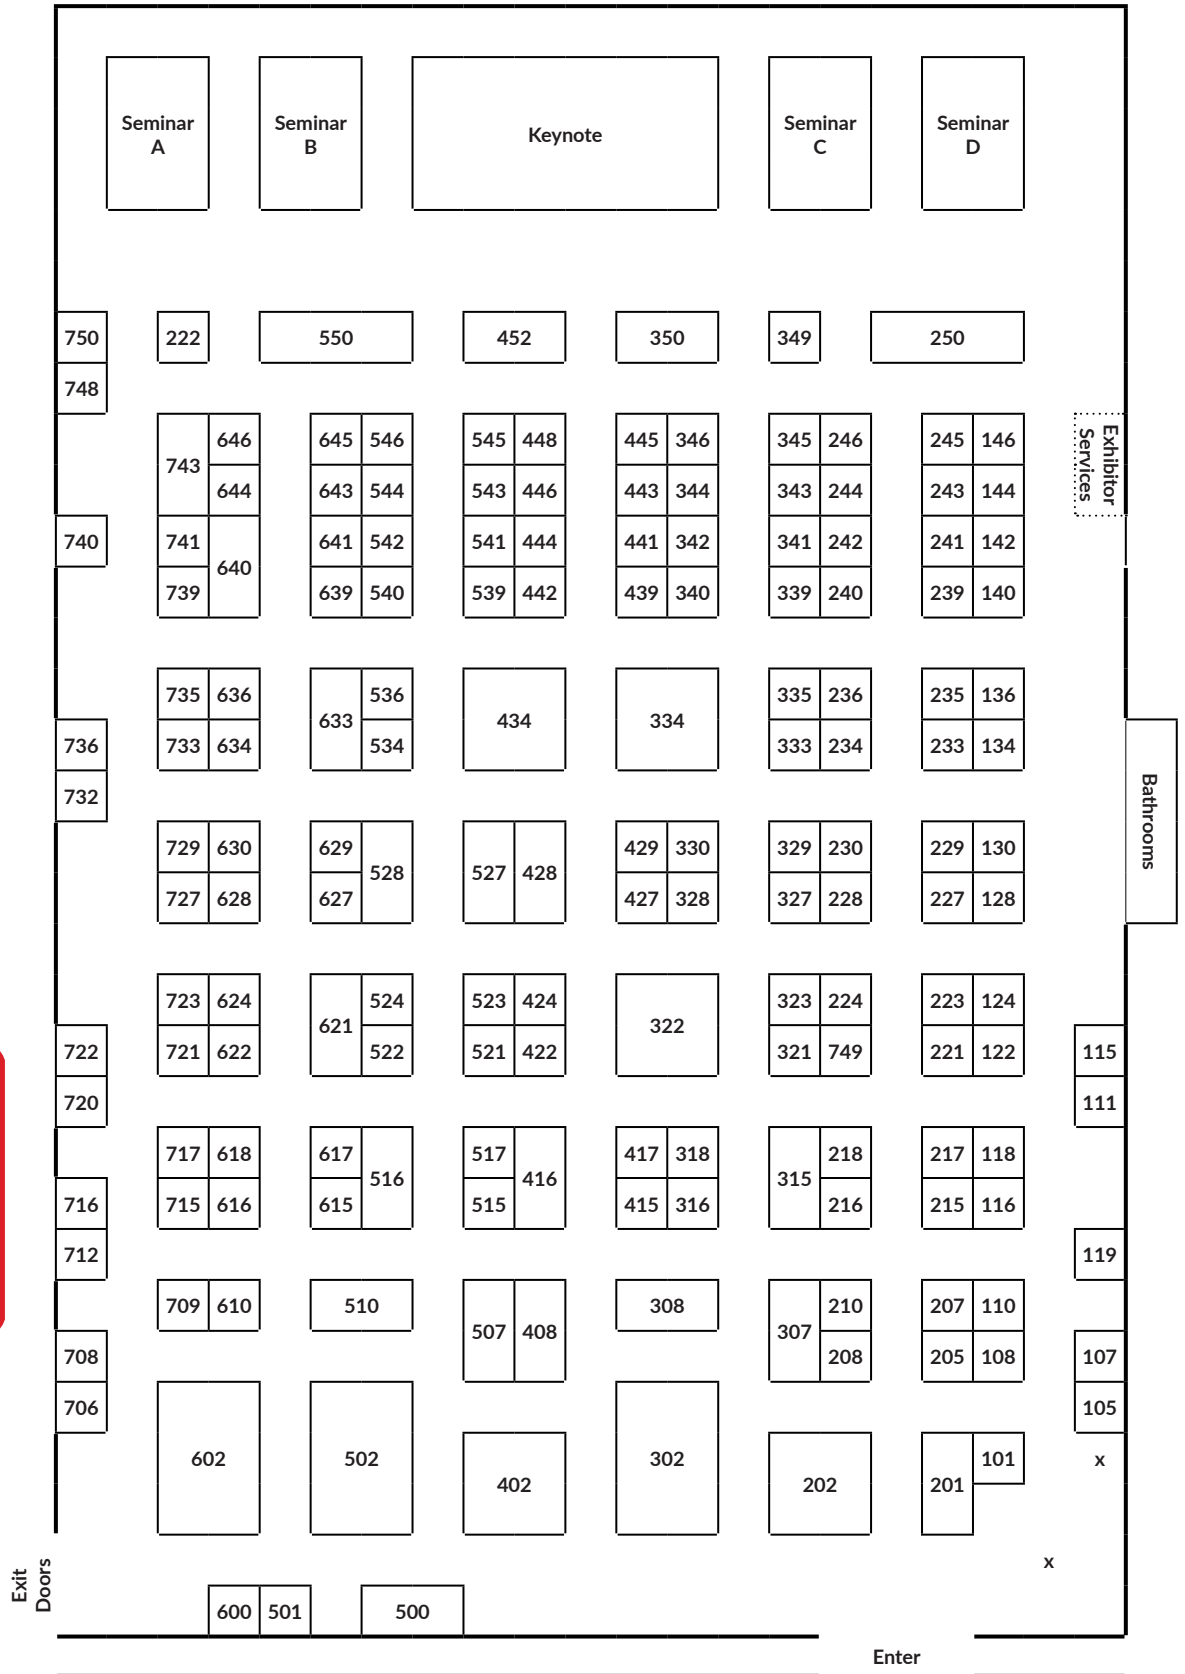 Seminar A
Seminar B
Keynote
Seminar C
Seminar D
750 222 550 452 350 349 250
748
646 645 546 545 448 445 346 345 246 245 146
743
Exhibitor Services
644 643 544 543 446 443 344 343 244 243 144
740 741 641 542 541 444 441 342 341 242 241 142
640
739 639 540 539 442 439 340 339 240 239 140
735 636 536 335 236 235 136
633 434 334
736 733 634 534 333 234 233 134
732
Bathrooms
729 630 629 429 330 329 230 229 130
528 527 428
727 628 627 427 328 327 228 227 128
723 624 524 523 424 323 224 223 124
621 322
722 721 622 522 521 422 321 749 221 122 115
720 111
717 618 617 517 417 318 218 217 118
516 416 315
716 715 616 615 515 415 316 216 215 116
712 119
709 610 510 308 210 207 110
507 408 307
708 208 205 108 107
706 105
602 502 302 101 x
402 202 201
x
Exit Doors
600 501 500
Enter